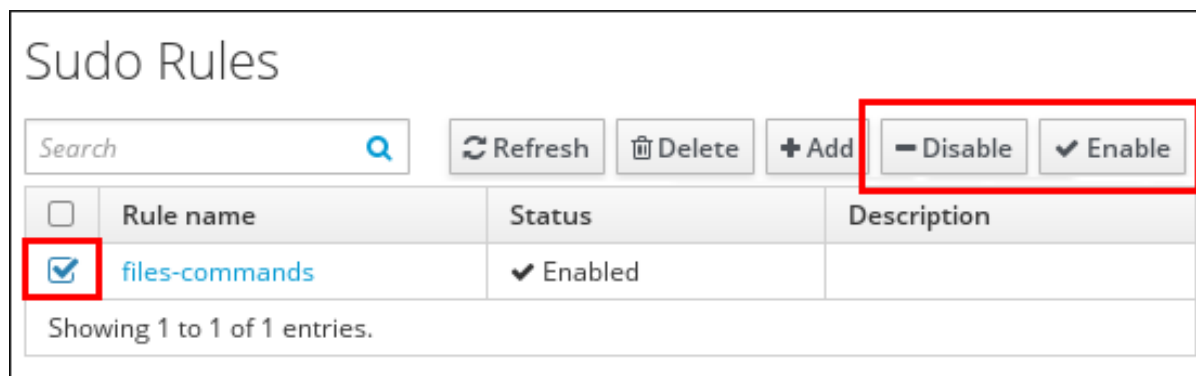 Sudo Rules
Search Refresh Delete Add Disable Enable
Rule name Status Description
files-commands Enabled
Showing 1 to 1 of 1 entries.